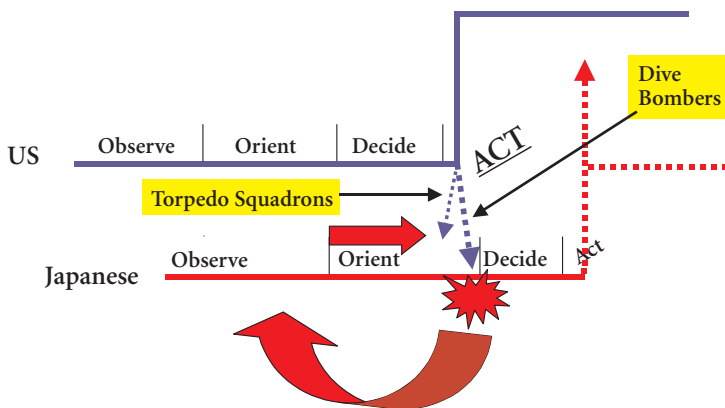 Dive
Bombers
US
Observe
Orient
Decide
ACT
Torpedo Squadrons
Japanese
Observe
Orient
Decide
Act